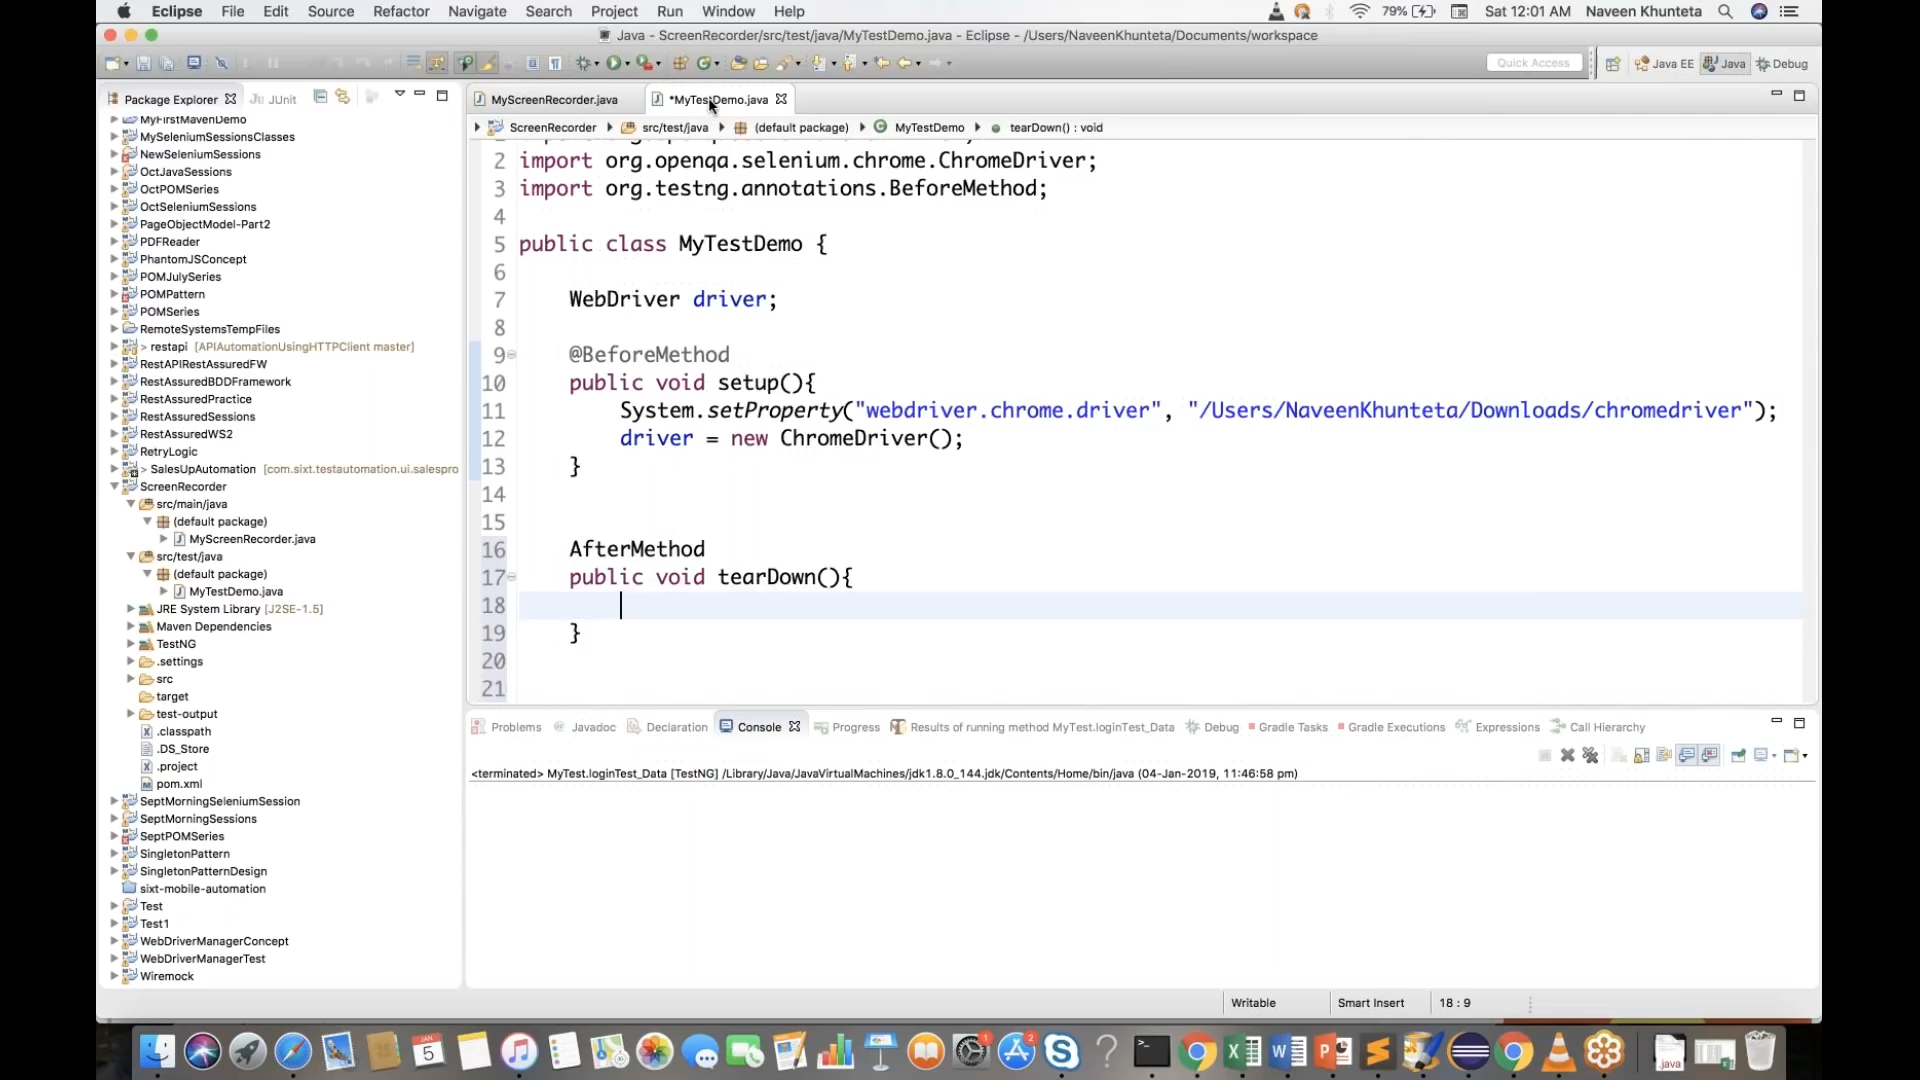 Eclipse File Edit Source Refactor Navigate Search Project Run Window Help 79% Sat 12:01 AM Naveen Khunteta
Java - ScreenRecorder/src/test/java/MyTestDemo.java - Eclipse - /Users/NaveenKhunteta/Documents/workspace
Quick Access Java EE Java Debug
Package Explorer JUnit
MyFirstMavenDemo
MySeleniumSessionsClasses
NewSeleniumSessions
OctJavaSessions
OctPOMSeries
OctSeleniumSessions
PageObjectModel-Part2
PDFReader
PhantomJSConcept
POMJulySeries
POMPattern
POMSeries
RemoteSystemsTempFiles
> restapi [APIAutomationUsingHTTPClient master]
RestAPIRestAssuredFW
RestAssuredBDDFramework
RestAssuredPractice
RestAssuredSessions
RestAssuredWS2
RetryLogic
> SalesUpAutomation [com.sixt.testautomation.ui.salespro
ScreenRecorder
src/main/java
(default package)
MyScreenRecorder.java
src/test/java
(default package)
MyTestDemo.java
JRE System Library [J2SE-1.5]
Maven Dependencies
TestNG
.settings
src
target
test-output
.classpath
.DS_Store
.project
pom.xml
SeptMorningSeleniumSession
SeptMorningSessions
SeptPOMSeries
SingletonPattern
SingletonPatternDesign
sixt-mobile-automation
Test
Test1
WebDriverManagerConcept
WebDriverManagerTest
Wiremock
MyScreenRecorder.java *MyTestDemo.java
ScreenRecorder src/test/java (default package) MyTestDemo tearDown() : void
2 import org.openqa.selenium.chrome.ChromeDriver;
3 import org.testng.annotations.BeforeMethod;
4
5 public class MyTestDemo {
6
7 WebDriver driver;
8
9 @BeforeMethod
10 public void setup(){
11 System.setProperty("webdriver.chrome.driver", "/Users/NaveenKhunteta/Downloads/chromedriver");
12 driver = new ChromeDriver();
13 }
14
15
16 AfterMethod
17 public void tearDown(){
18
19 }
20
21
Problems Javadoc Declaration Console Progress Results of running method MyTest.loginTest_Data Debug Gradle Tasks Gradle Executions Expressions Call Hierarchy
<terminated> MyTest.loginTest_Data [TestNG] /Library/Java/JavaVirtualMachines/jdk1.8.0_144.jdk/Contents/Home/bin/java (04-Jan-2019, 11:46:58 pm)
Writable Smart Insert 18 : 9